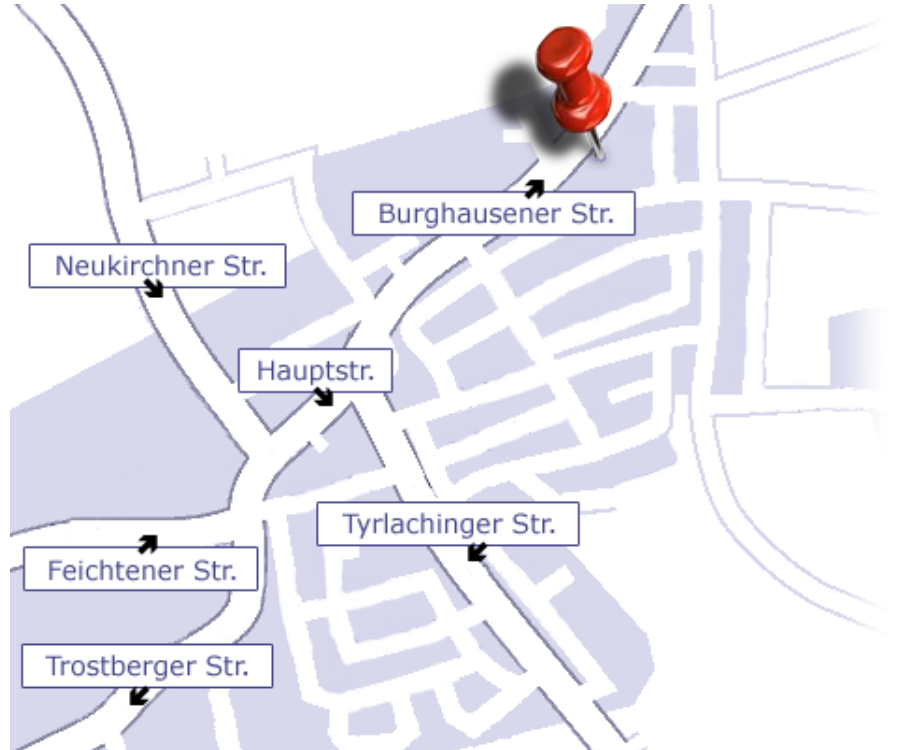 Burghausener Str.
Neukirchner Str.
Hauptstr.
Tyrlachinger Str.
Feichtener Str.
Trostberger Str.